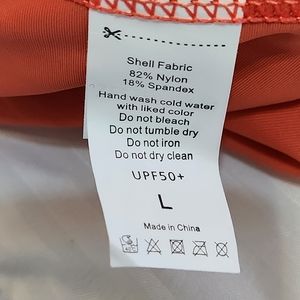 Shell Fabric
82% Nylon
18% Spandex
Hand wash cold water
with liked color
Do not bleach
Do not tumble dry
Do not iron
Do not dry clean
UPF50+
L
Made in China